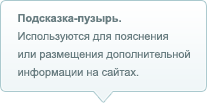 Подсказка-пузырь.
Используются для пояснения
или размещения дополнительной
информации на сайтах.